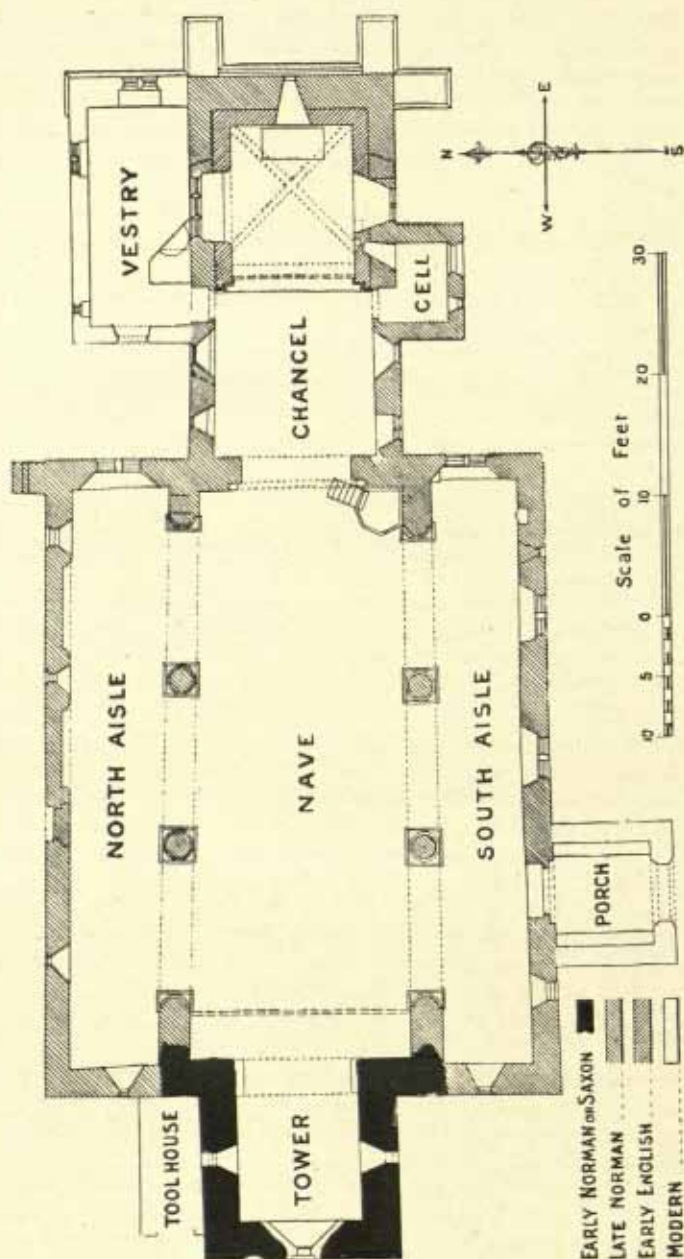 VESTRY
CHANCEL
CELL
NORTH AISLE
NAVE
SOUTH AISLE
PORCH
TOOL HOUSE
TOWER
N
W
E
S
Scale of Feet
10 5 0 10 20 30
EARLY NORMAN OR SAXON
LATE NORMAN
EARLY ENGLISH
MODERN